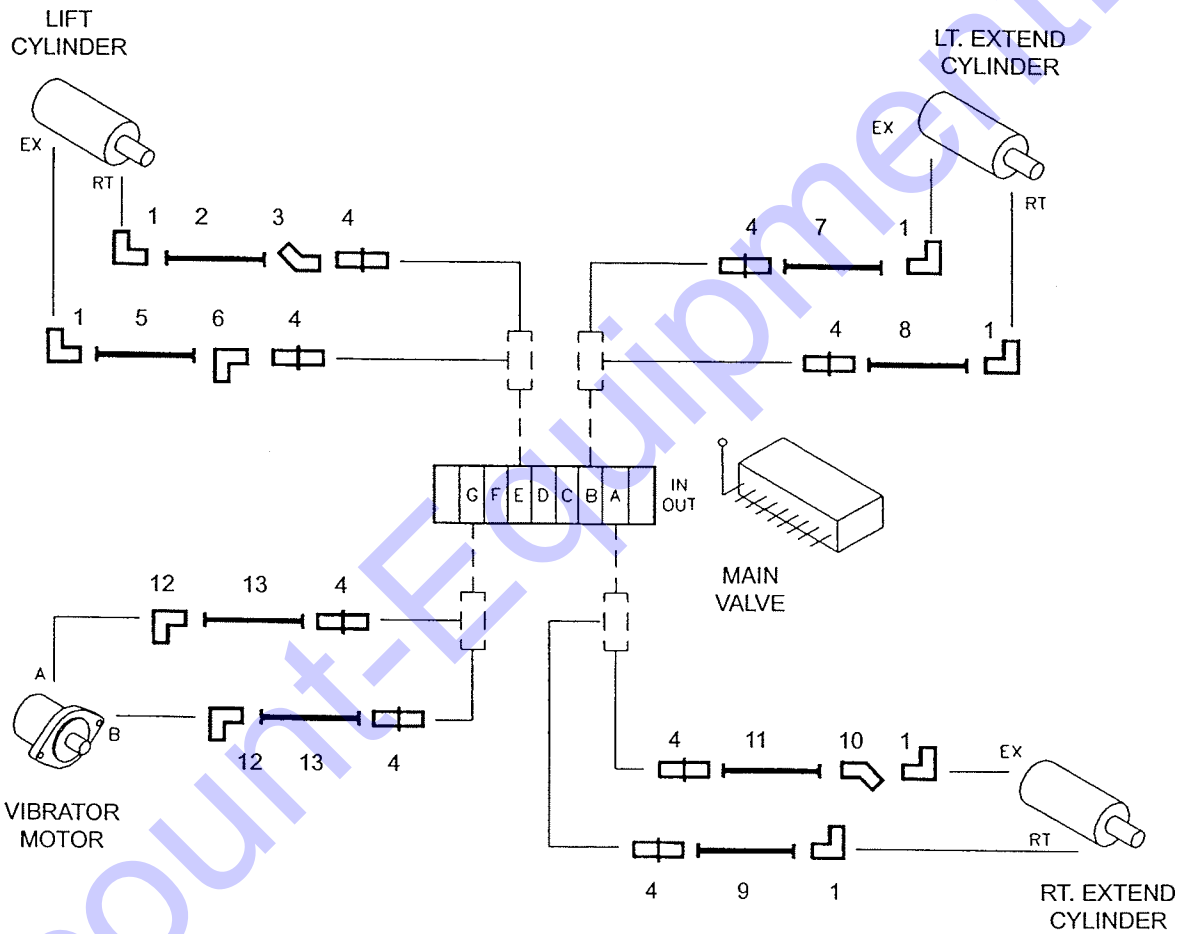 LIFT
CYLINDER
LT. EXTEND
CYLINDER
EX
EX
RT
RT
1 2 3 4
4 7 1
1 5 6 4
4 8 1
G F E D C B A
IN
OUT
MAIN
VALVE
12 13 4
A
B
12 13 4
VIBRATOR
MOTOR
4 11 10 1
EX
RT
4 9 1
RT. EXTEND
CYLINDER
ount-Equipment